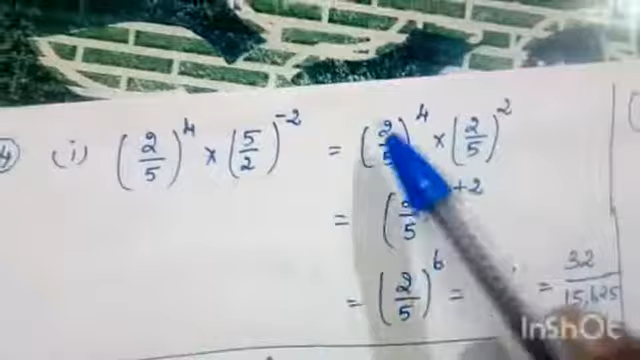 4 (i) (2/5)^4 × (5/2)^-2 = (2/5)^4 × (2/5)^2
= (2/5)^ +2
= (2/5)^6 = = 32/15,625
InShOt